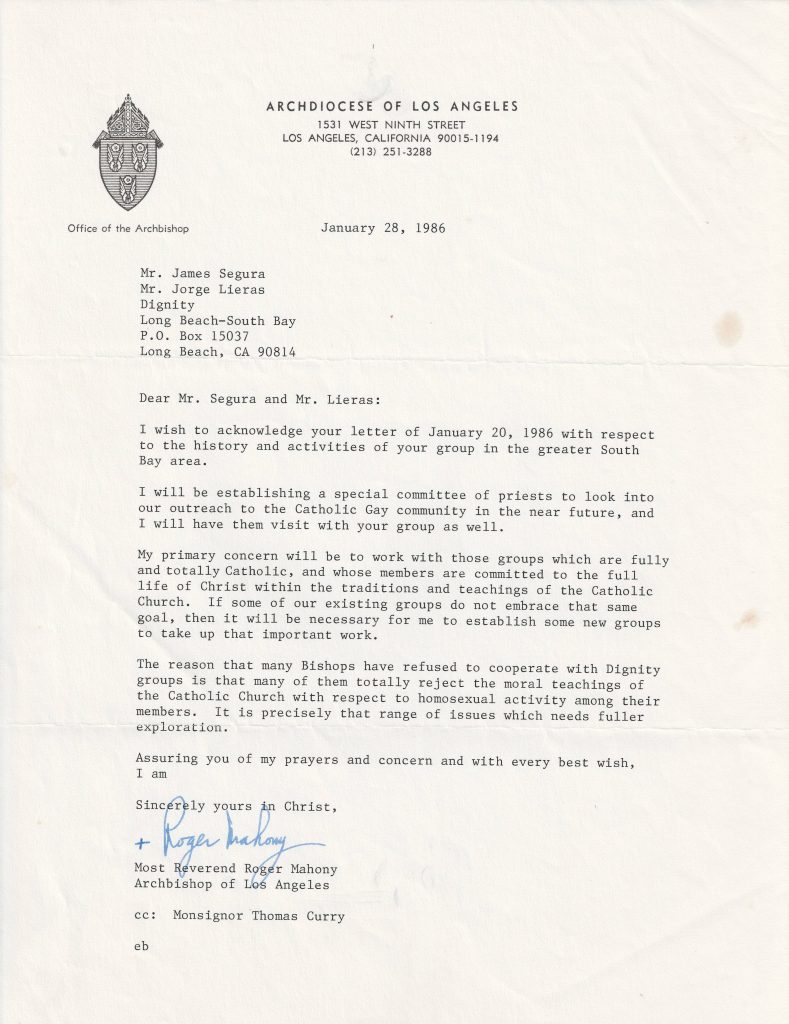 ARCHDIOCESE OF LOS ANGELES
1531 WEST NINTH STREET
LOS ANGELES, CALIFORNIA 90015-1194
(213) 251-3288
Office of the Archbishop
January 28, 1986
Mr. James Segura
Mr. Jorge Lieras
Dignity
Long Beach-South Bay
P.O. Box 15037
Long Beach, CA 90814
Dear Mr. Segura and Mr. Lieras:
I wish to acknowledge your letter of January 20, 1986 with respect
to the history and activities of your group in the greater South
Bay area.
I will be establishing a special committee of priests to look into
our outreach to the Catholic Gay community in the near future, and
I will have them visit with your group as well.
My primary concern will be to work with those groups which are fully
and totally Catholic, and whose members are committed to the full
life of Christ within the traditions and teachings of the Catholic
Church. If some of our existing groups do not embrace that same
goal, then it will be necessary for me to establish some new groups
to take up that important work.
The reason that many Bishops have refused to cooperate with Dignity
groups is that many of them totally reject the moral teachings of
the Catholic Church with respect to homosexual activity among their
members. It is precisely that range of issues which needs fuller
exploration.
Assuring you of my prayers and concern and with every best wish,
I am
Sincerely yours in Christ,
+ Roger Mahony
Most Reverend Roger Mahony
Archbishop of Los Angeles
cc: Monsignor Thomas Curry
eb